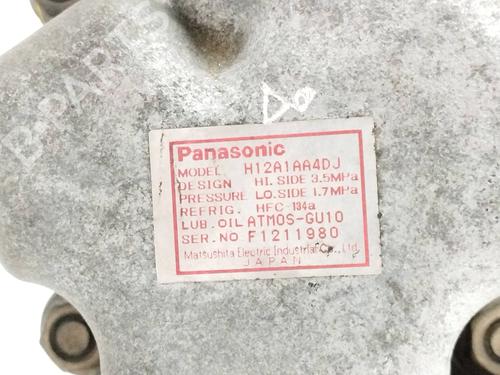 B-PARTS
Do
Panasonic
MODEL H12A1AA4DJ
DESIGN HI. SIDE 3.5MPa
PRESSURE LO. SIDE 1.7MPa
REFRIG. HFC-134a
LUB. OIL ATMOS-GU10
SER. NO F1211980
Matsushita Electric Industrial Co., Ltd.
JAPAN